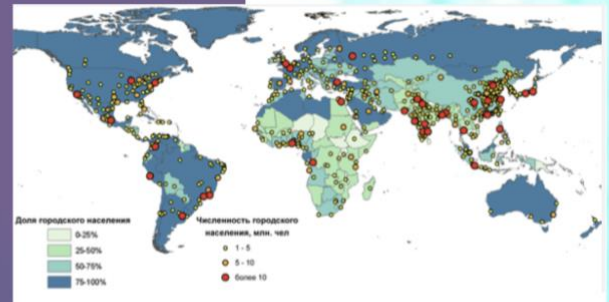 Доля городского населения
0-25%
25-50%
50-75%
75-100%
Численность городского
населения, млн. чел
1 - 5
5 - 10
более 10